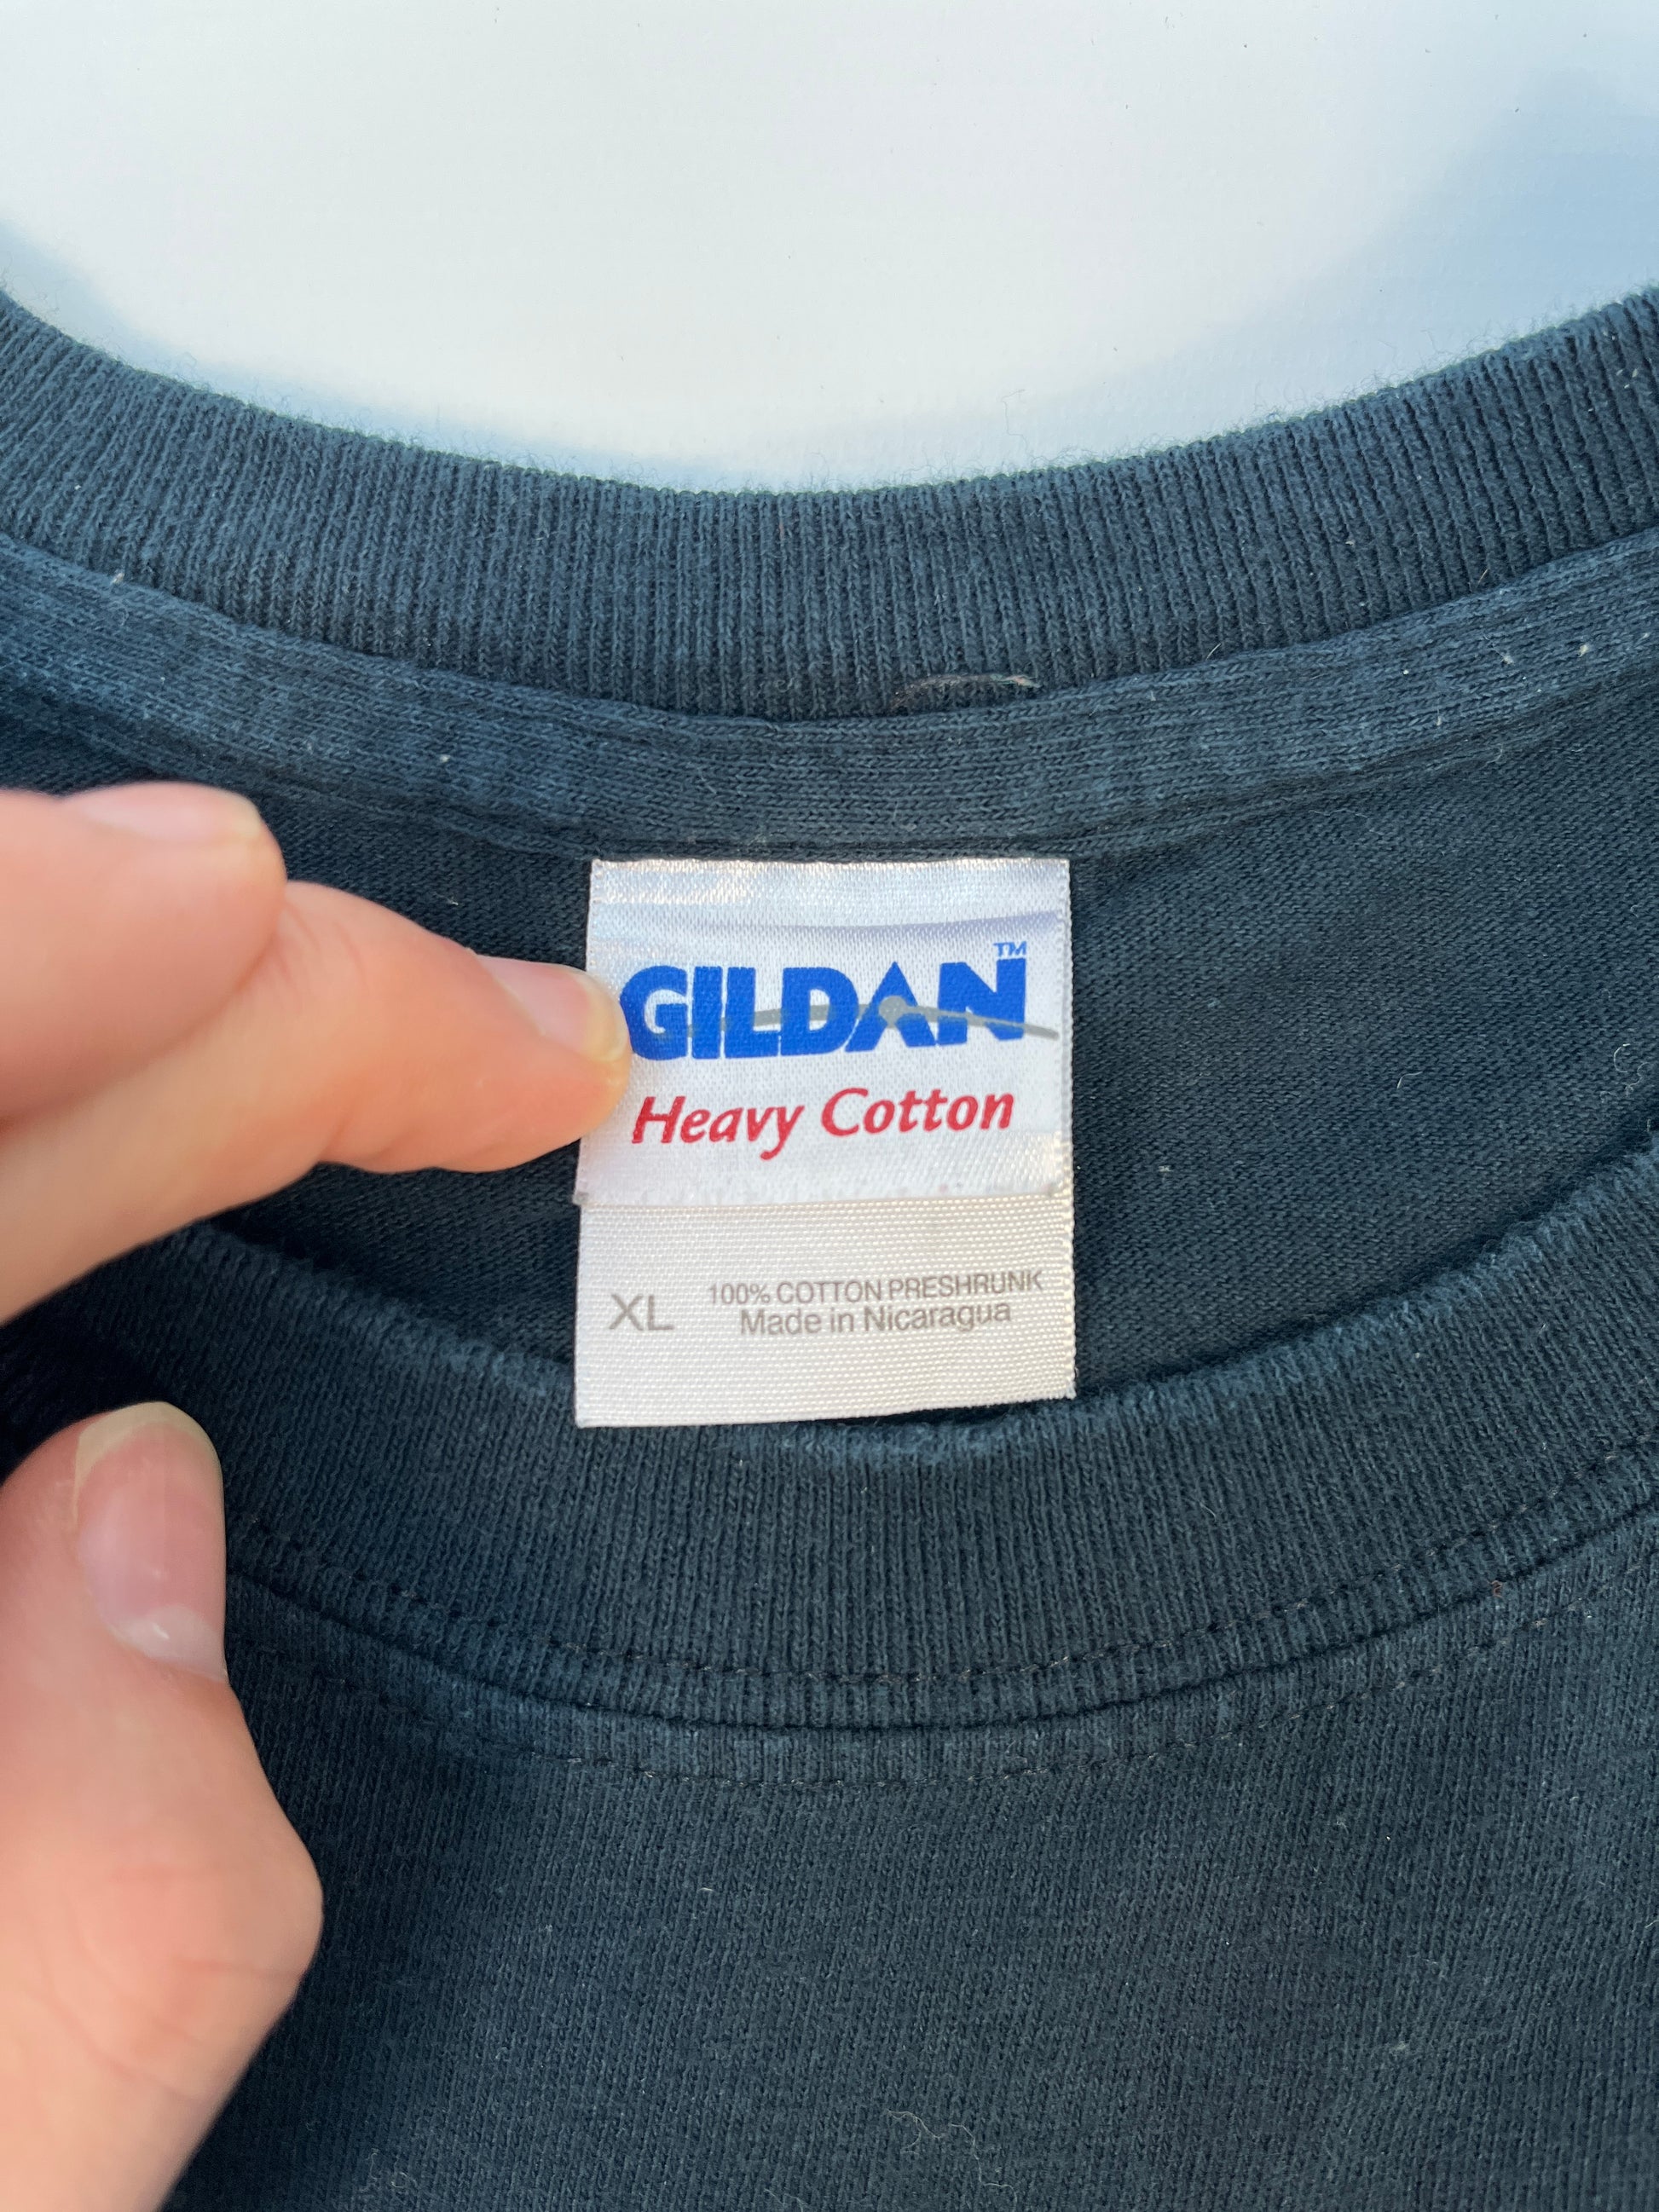 GILDAN™
Heavy Cotton
XL
100% COTTON PRESHRUNK
Made in Nicaragua